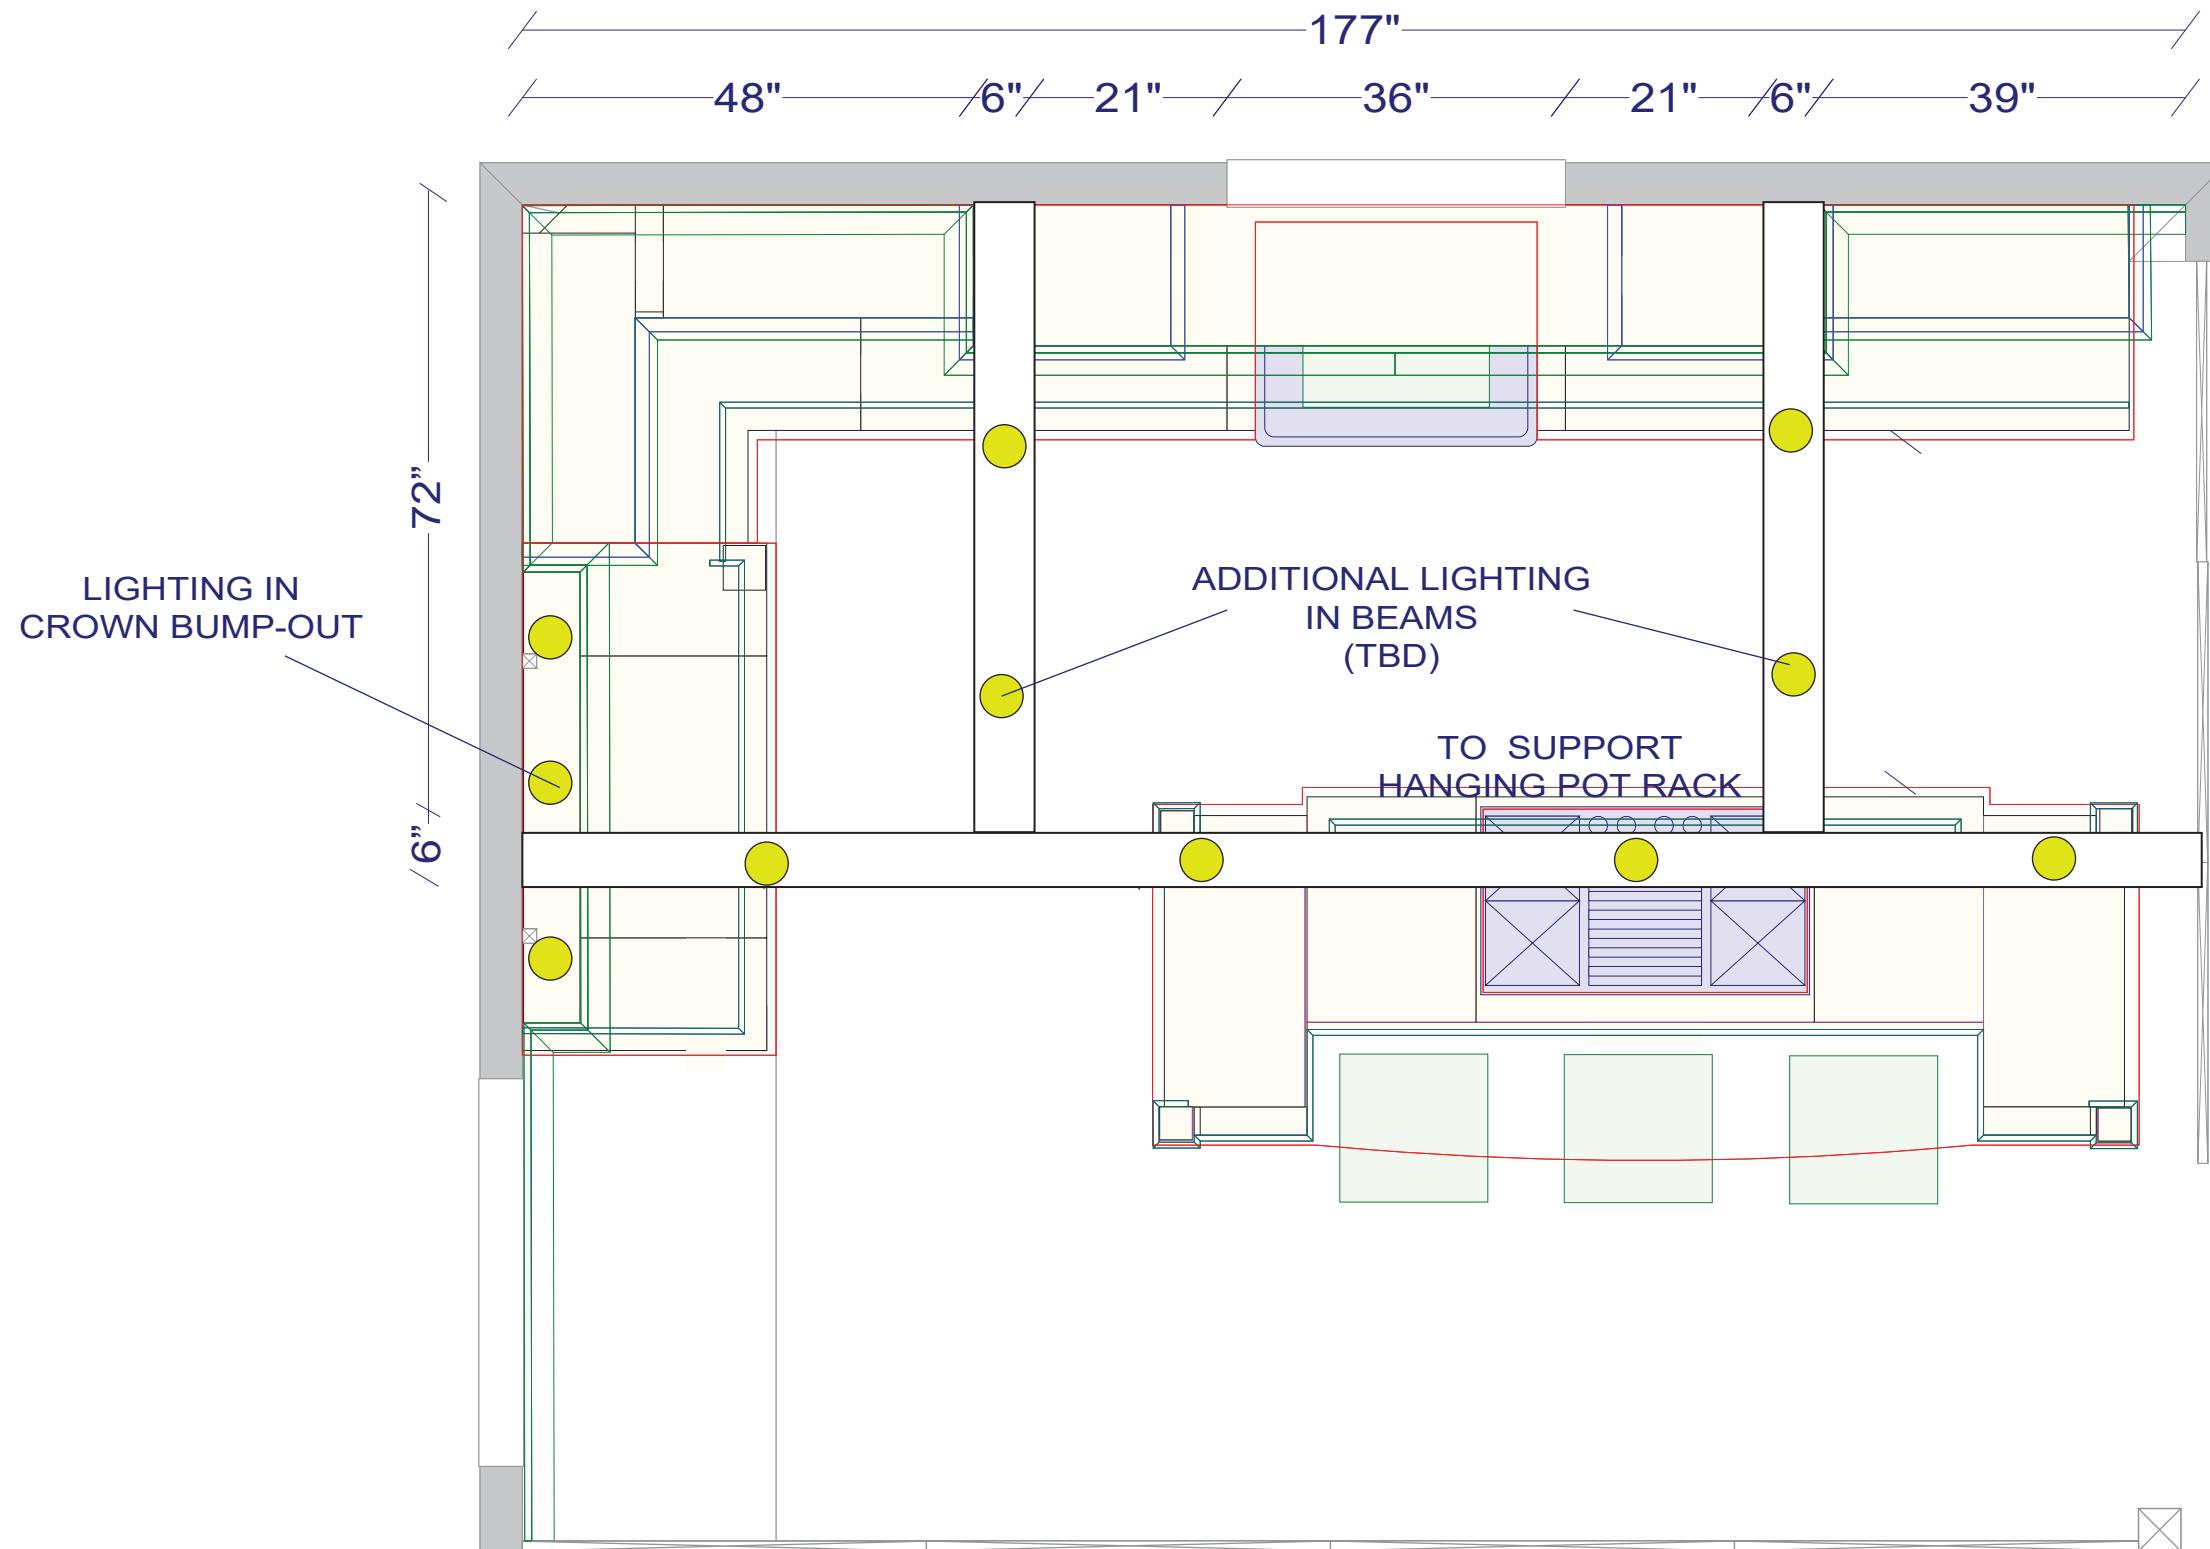 177"
48" 6" 21" 36" 21" 6" 39"
72”
6”
LIGHTING IN
CROWN BUMP-OUT
ADDITIONAL LIGHTING
IN BEAMS
(TBD)
TO SUPPORT
HANGING POT RACK